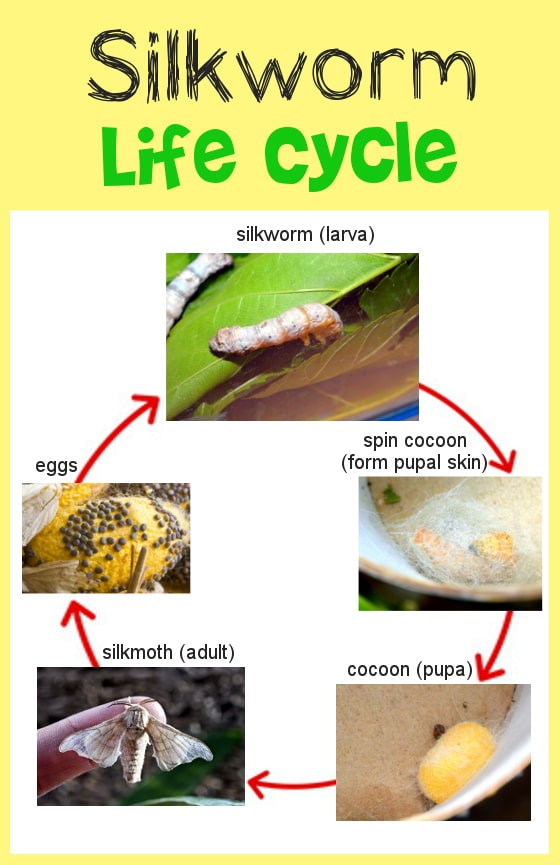 Silkworm
Life Cycle
silkworm (larva)
spin cocoon
(form pupal skin)
eggs
silkmoth (adult)
cocoon (pupa)